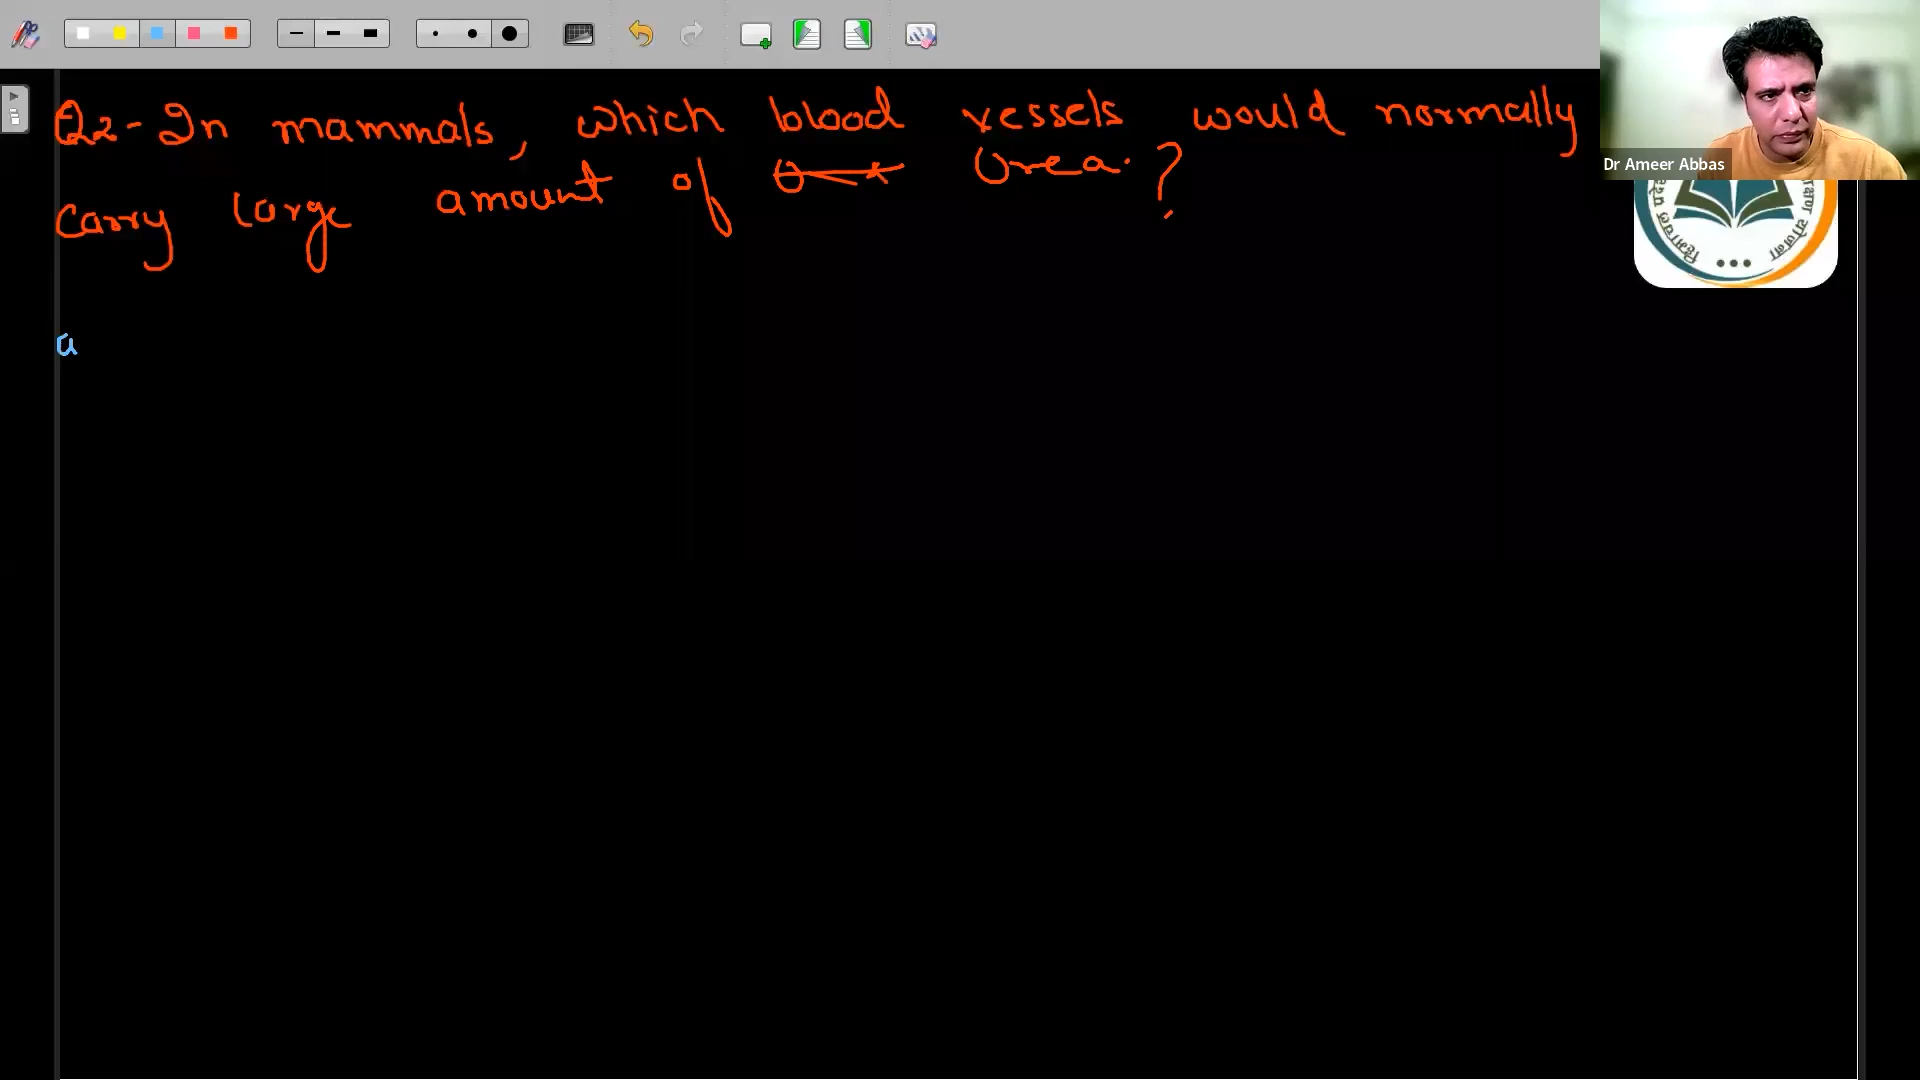 Q2- In mammals, which blood vessels would normally
carry large amount of Urea. ?
a
Dr Ameer Abbas